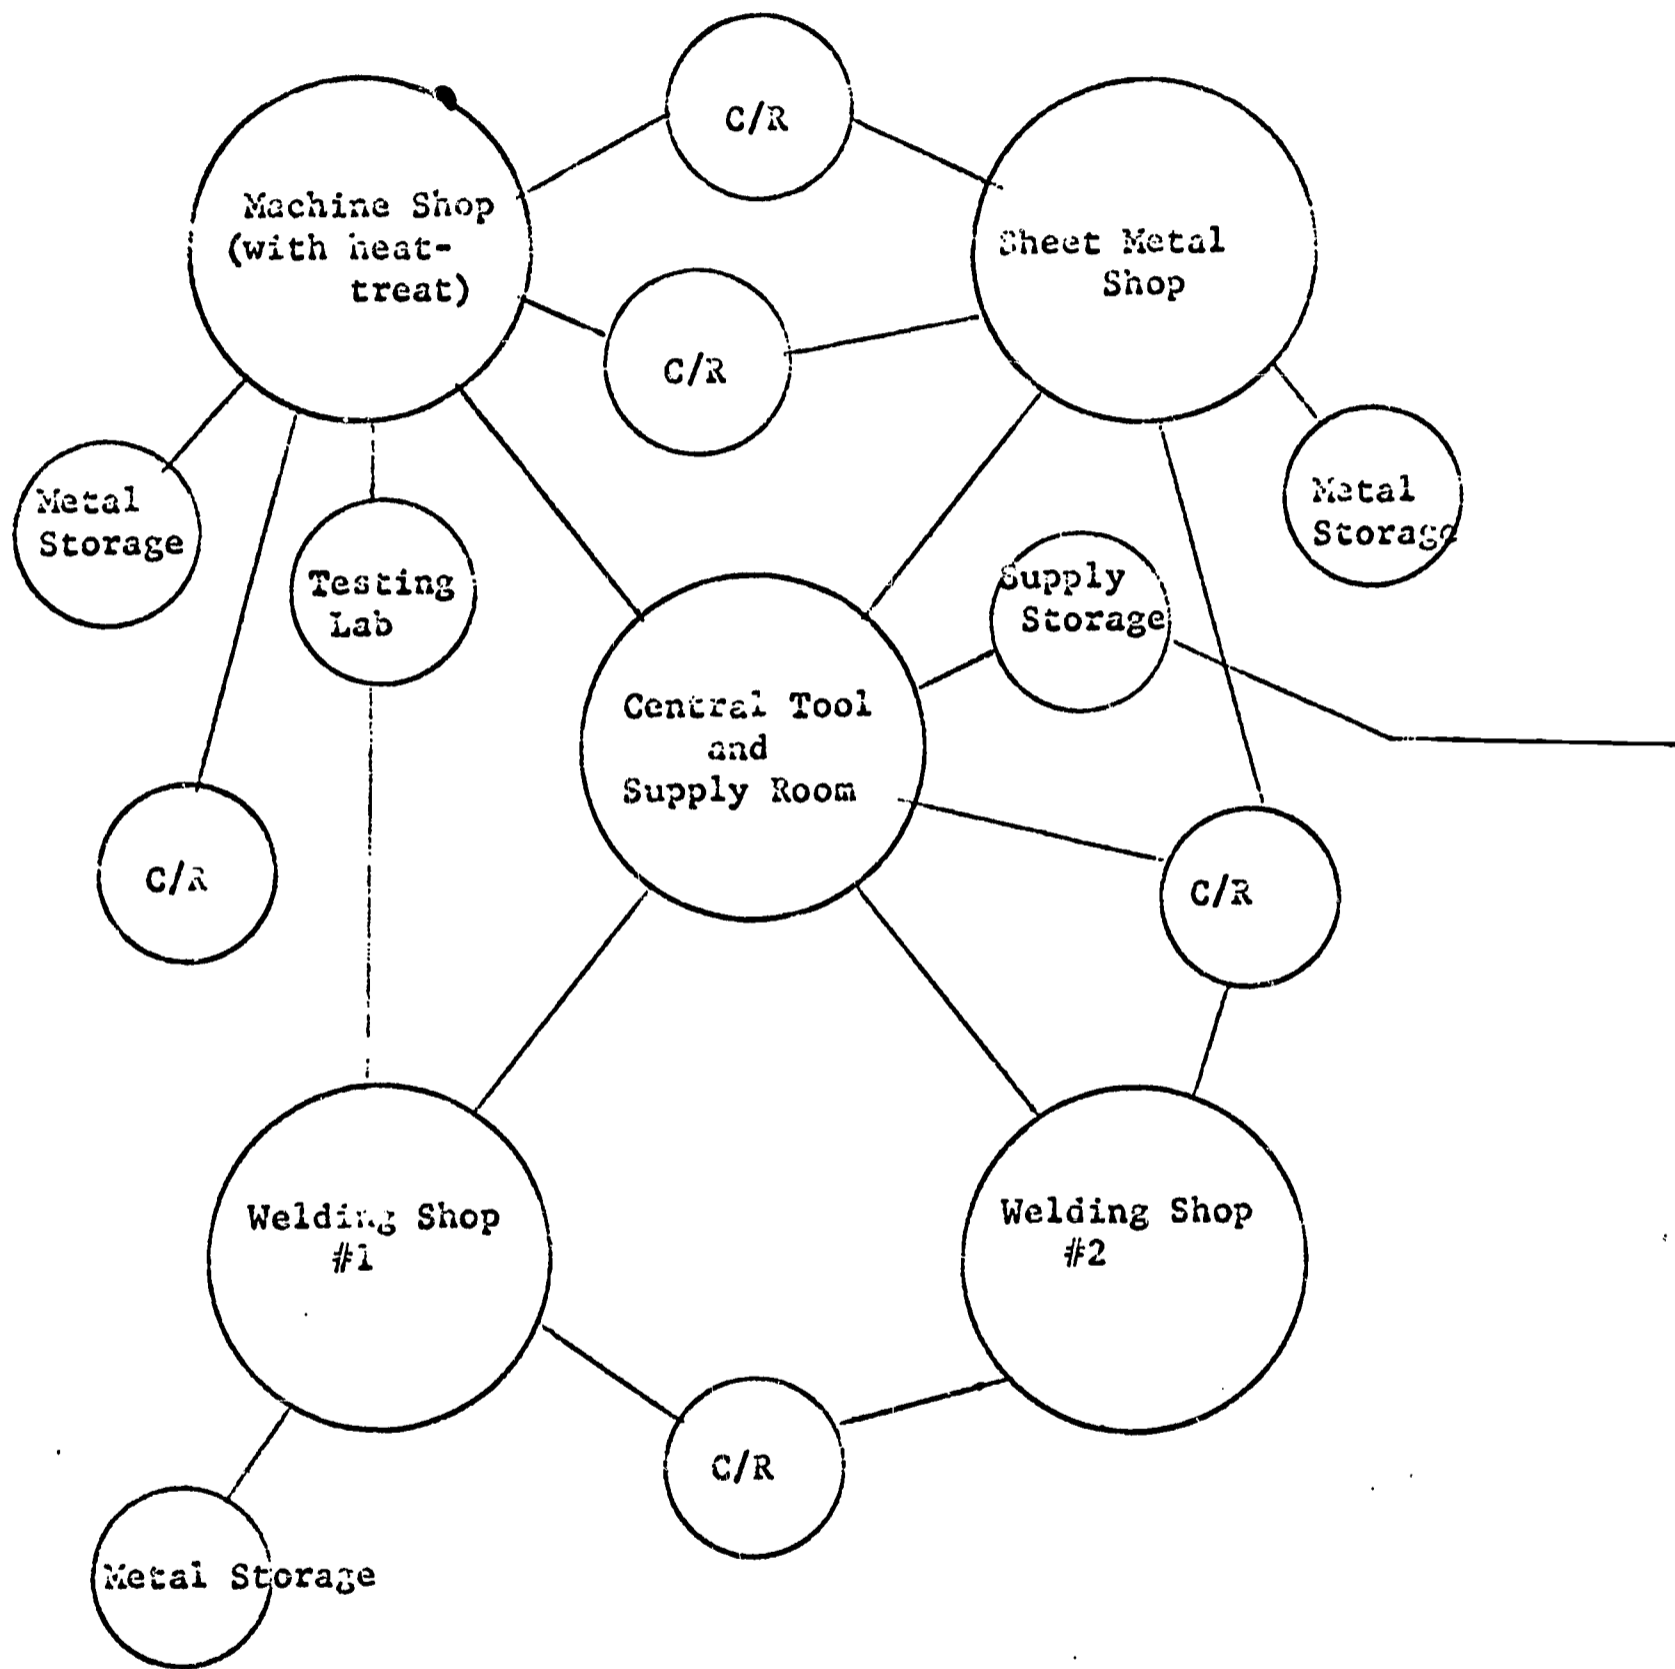 C/R
Machine Shop
(with heat-
treat)
Sheet Metal
Shop
C/R
Metal
Storage
Testing
Lab
Metal
Storage
Supply
Storage
Central Tool
and
Supply Room
C/R
C/R
Welding Shop
#1
Welding Shop
#2
C/R
Metal Storage